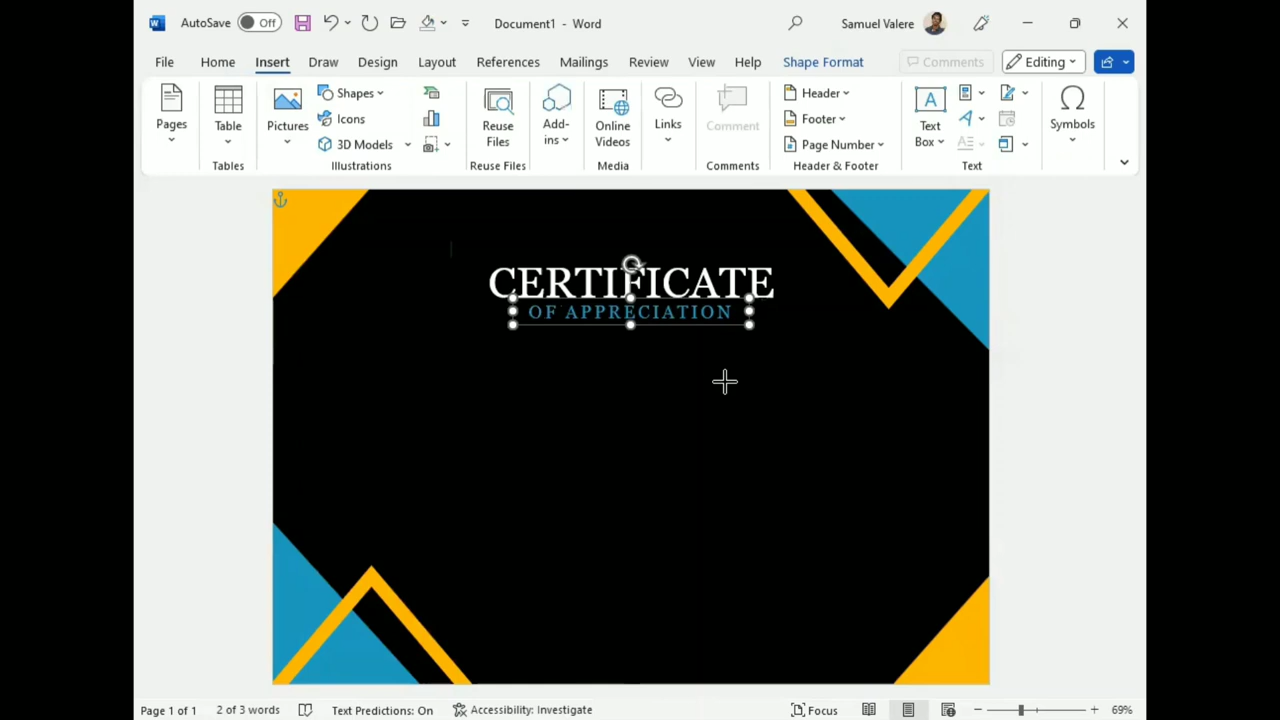 AutoSave Off Document1 - Word Samuel Valere
File Home Insert Draw Design Layout References Mailings Review View Help Shape Format Comments Editing
Pages
Table
Tables
Pictures
Shapes
Icons
3D Models
Illustrations
Reuse Files
Reuse Files
Add-ins
Online Videos
Media
Links
Comment
Comments
Header
Footer
Page Number
Header & Footer
Text Box
Text
Symbols
CERTIFICATE
OF APPRECIATION
Page 1 of 1 2 of 3 words Text Predictions: On Accessibility: Investigate Focus 69%